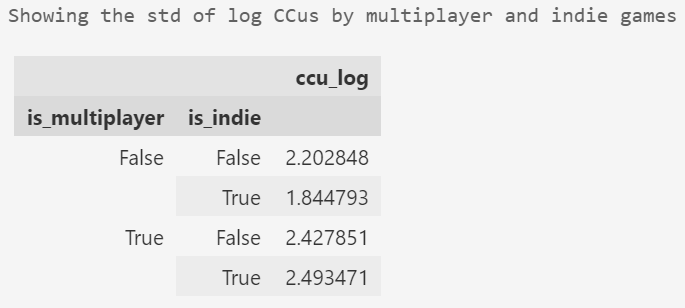 Showing the std of log CCus by multiplayer and indie games
ccu_log
is_multiplayer is_indie
False False 2.202848
True 1.844793
True False 2.427851
True 2.493471